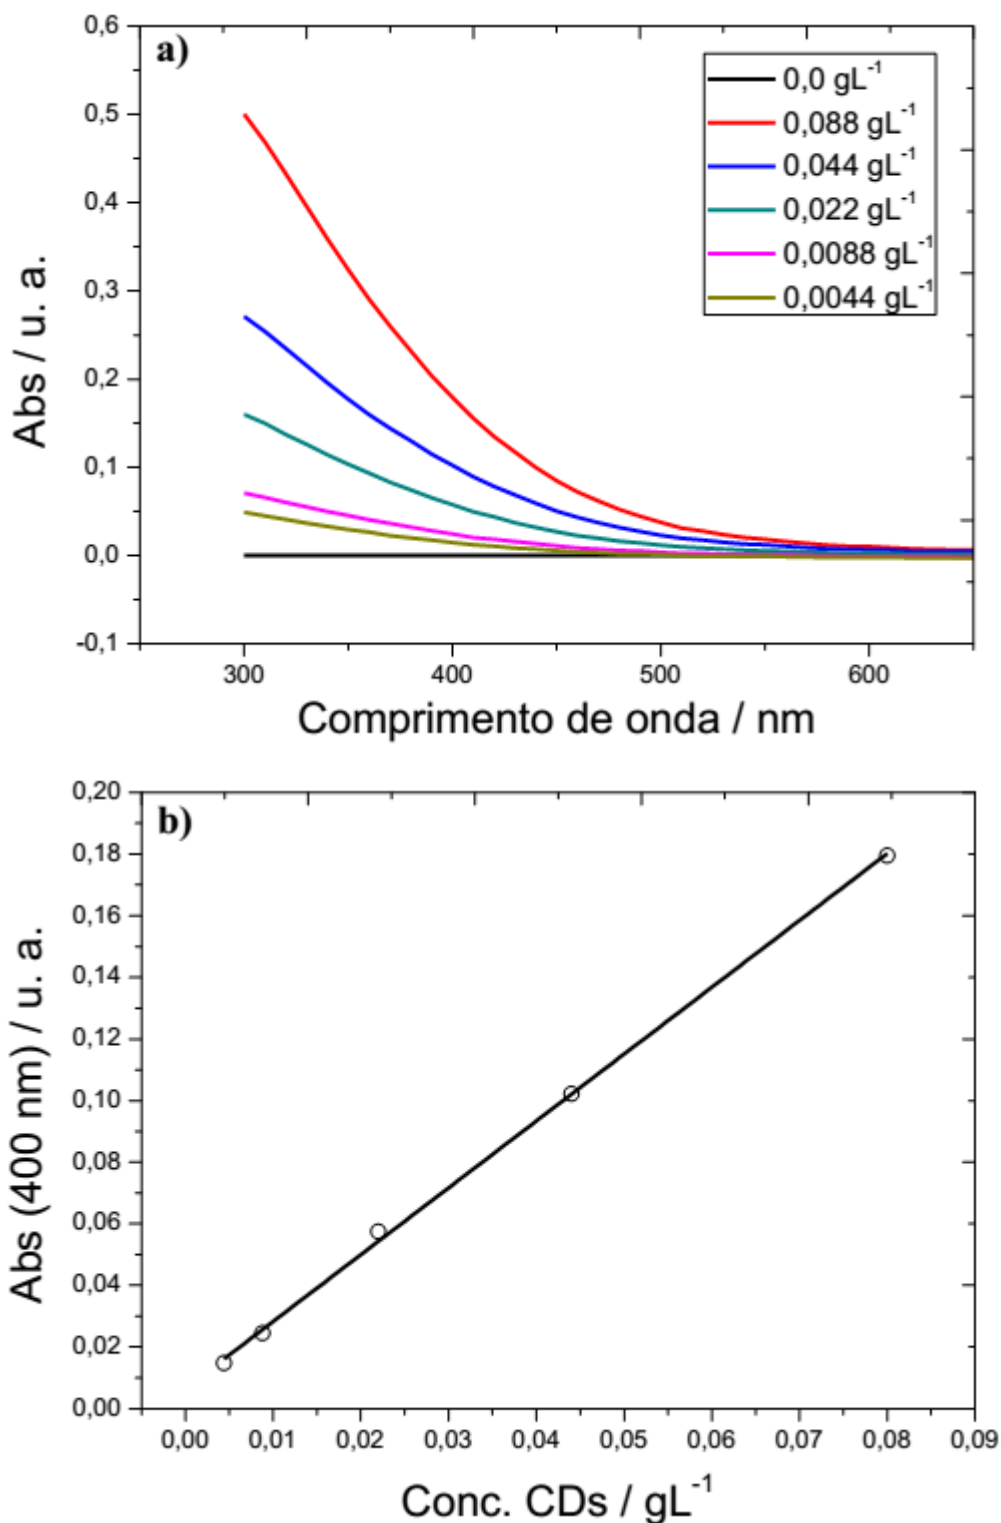 a)
0,6
0,5
0,4
0,3
0,2
0,1
0,0
-0,1
Abs / u. a.
0,0 gL⁻¹
0,088 gL⁻¹
0,044 gL⁻¹
0,022 gL⁻¹
0,0088 gL⁻¹
0,0044 gL⁻¹
300 400 500 600
Comprimento de onda / nm
b)
0,20
0,18
0,16
0,14
0,12
0,10
0,08
0,06
0,04
0,02
0,00
Abs (400 nm) / u. a.
0,00 0,01 0,02 0,03 0,04 0,05 0,06 0,07 0,08 0,09
Conc. CDs / gL⁻¹